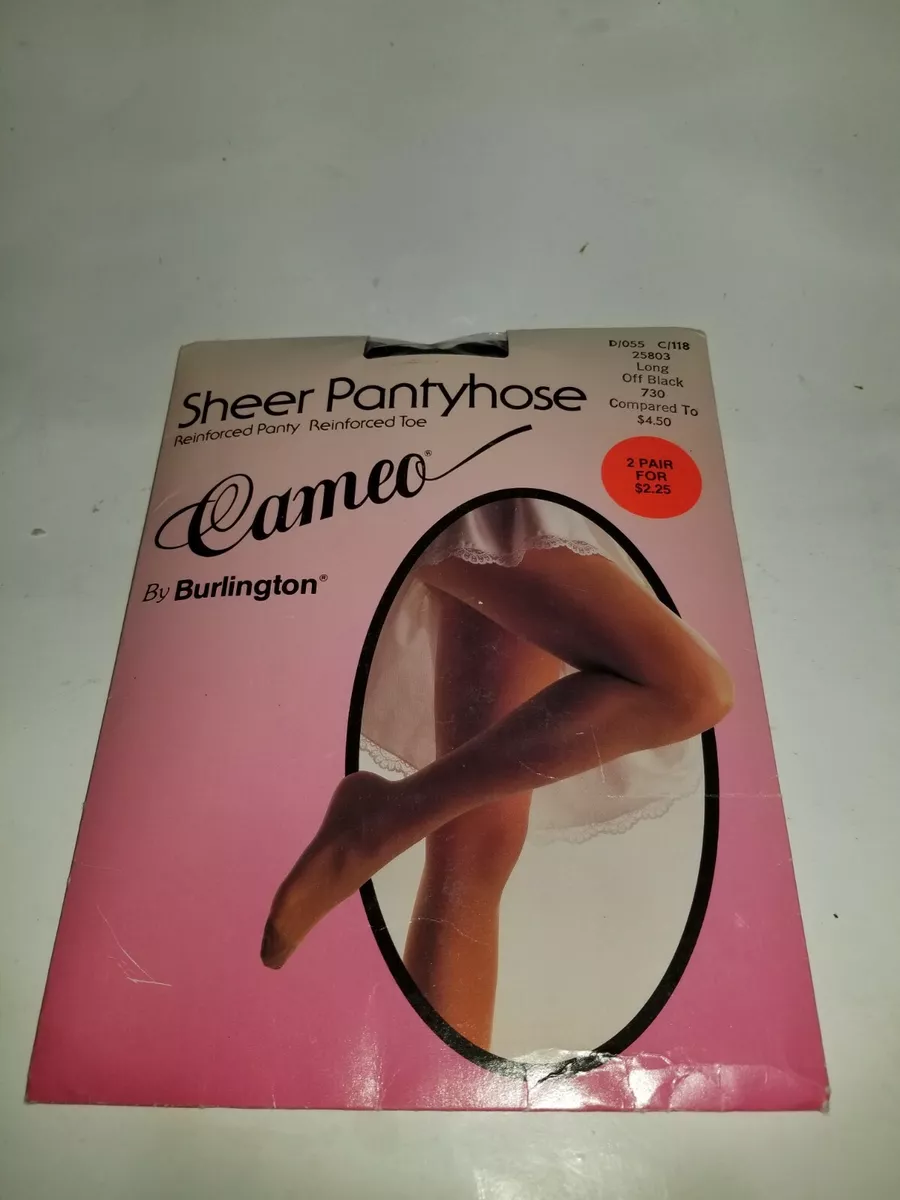 D/055 C/118
25803
Long
Off Black
730
Compared To
$4.50
Sheer Pantyhose
Reinforced Panty Reinforced Toe
Cameo®
By Burlington®
2 PAIR
FOR
$2.25